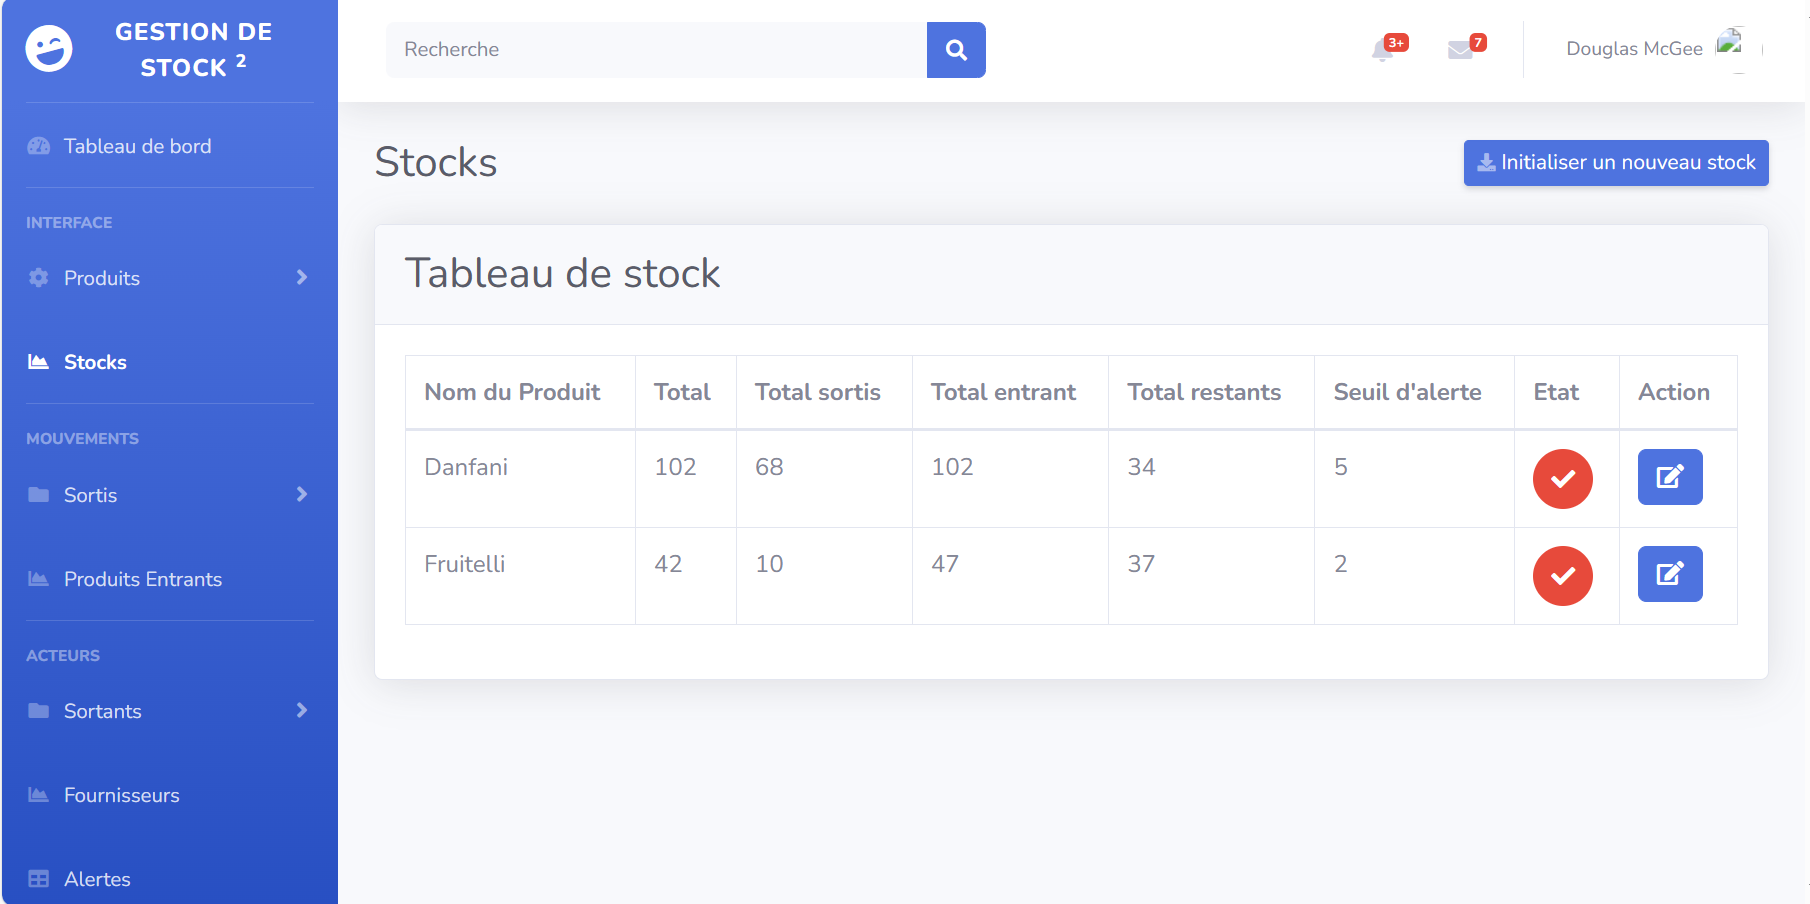 GESTION DE
STOCK 2
Tableau de bord
INTERFACE
Produits
Stocks
MOUVEMENTS
Sortis
Produits Entrants
ACTEURS
Sortants
Fournisseurs
Alertes
Recherche
3+
7
Douglas McGee
Stocks
Initialiser un nouveau stock
Tableau de stock
Nom du Produit Total Total sortis Total entrant Total restants Seuil d'alerte Etat Action
Danfani 102 68 102 34 5
Fruitelli 42 10 47 37 2